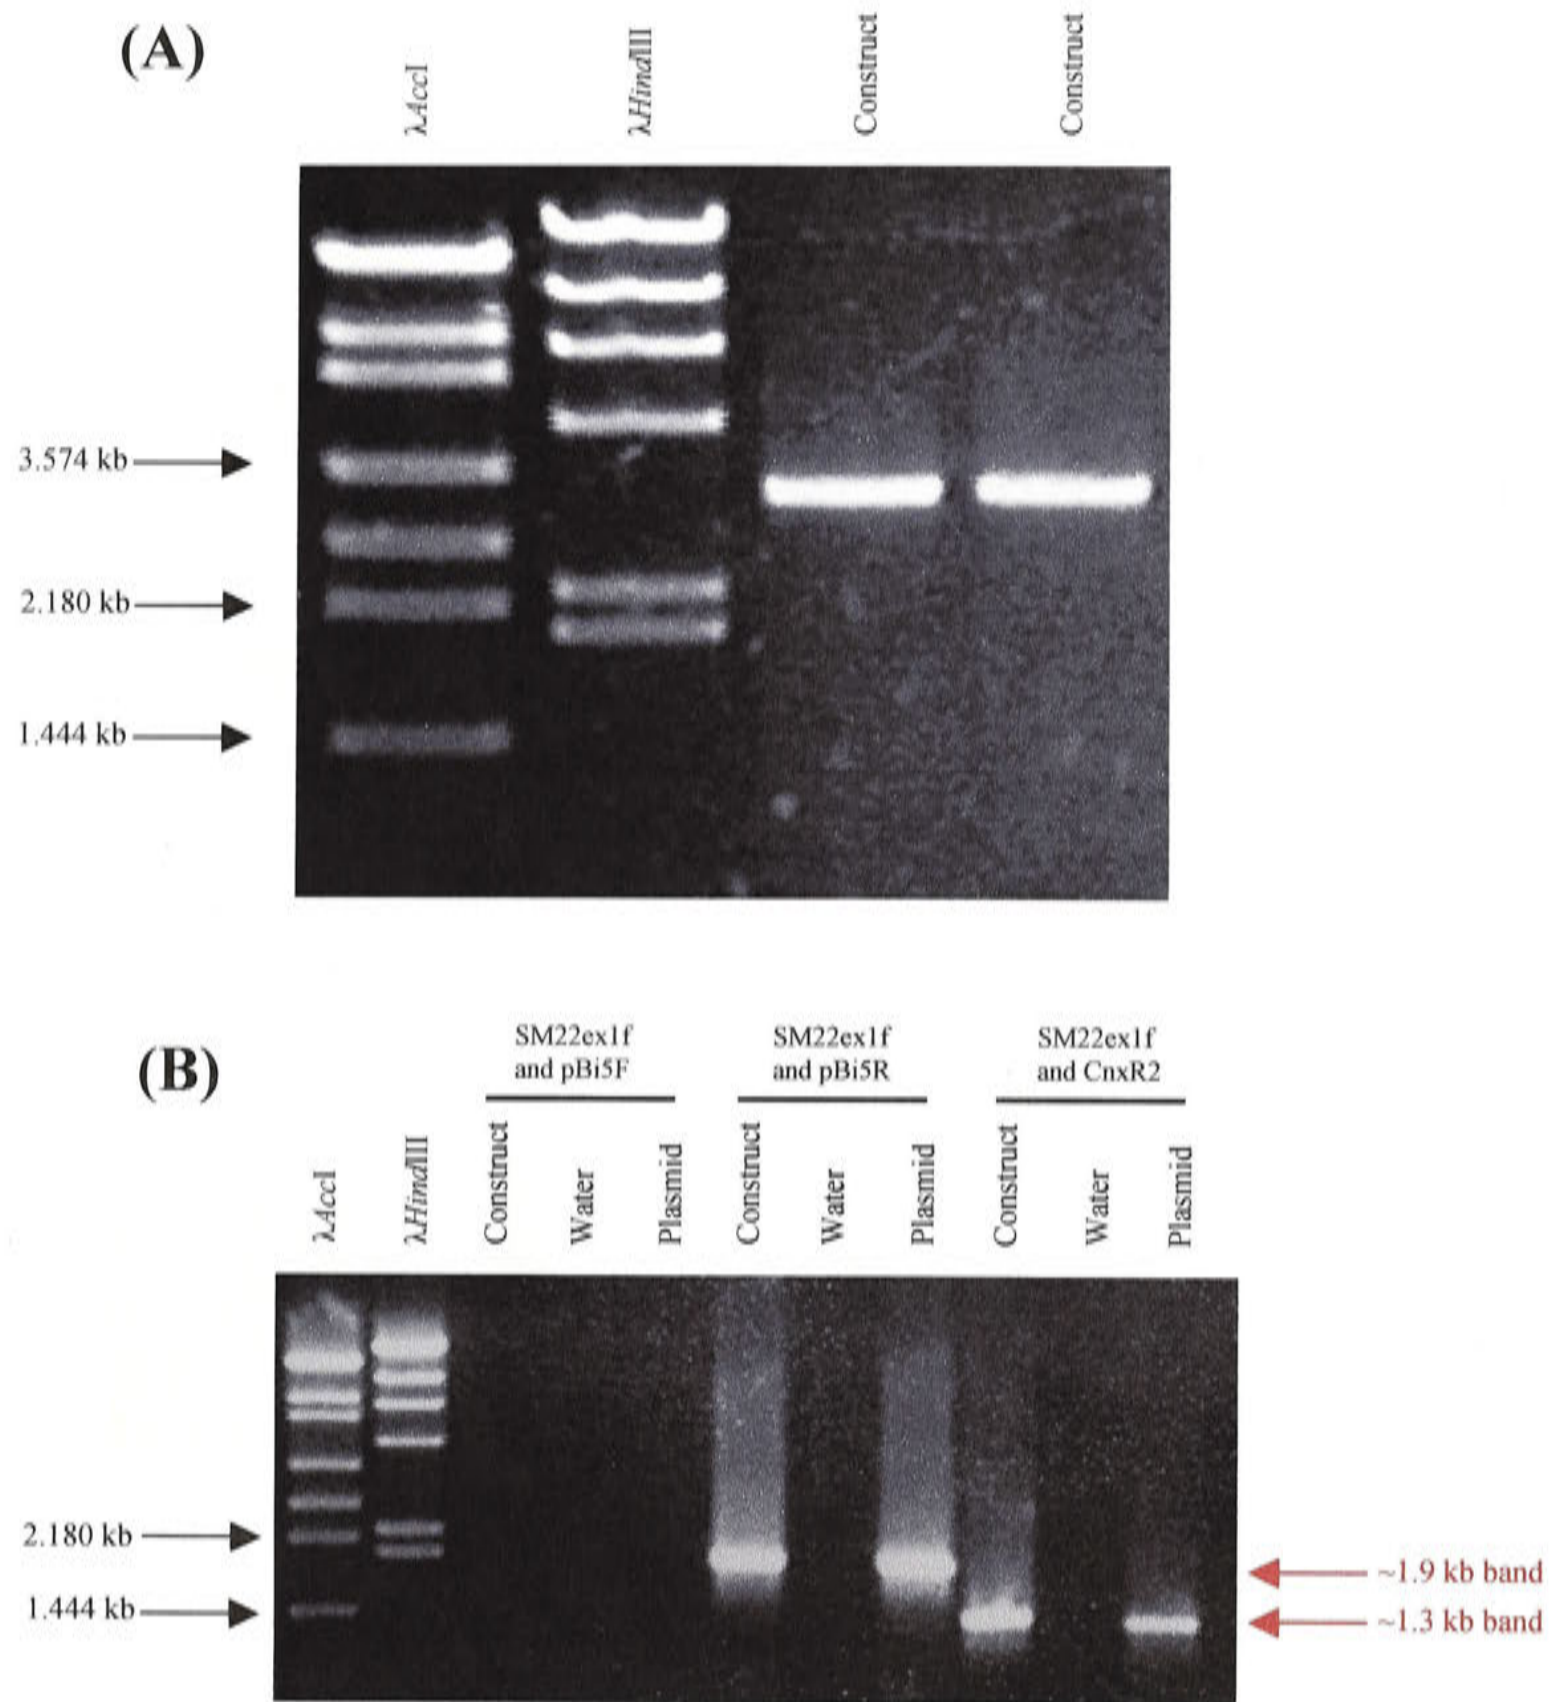 (A)
λAccI
λHindIII
Construct
Construct
3.574 kb
2.180 kb
1.444 kb
(B)
SM22ex1f
and pBi5F
SM22ex1f
and pBi5R
SM22ex1f
and CnxR2
λAccI
λHindIII
Construct
Water
Plasmid
Construct
Water
Plasmid
Construct
Water
Plasmid
2.180 kb
1.444 kb
~1.9 kb band
~1.3 kb band